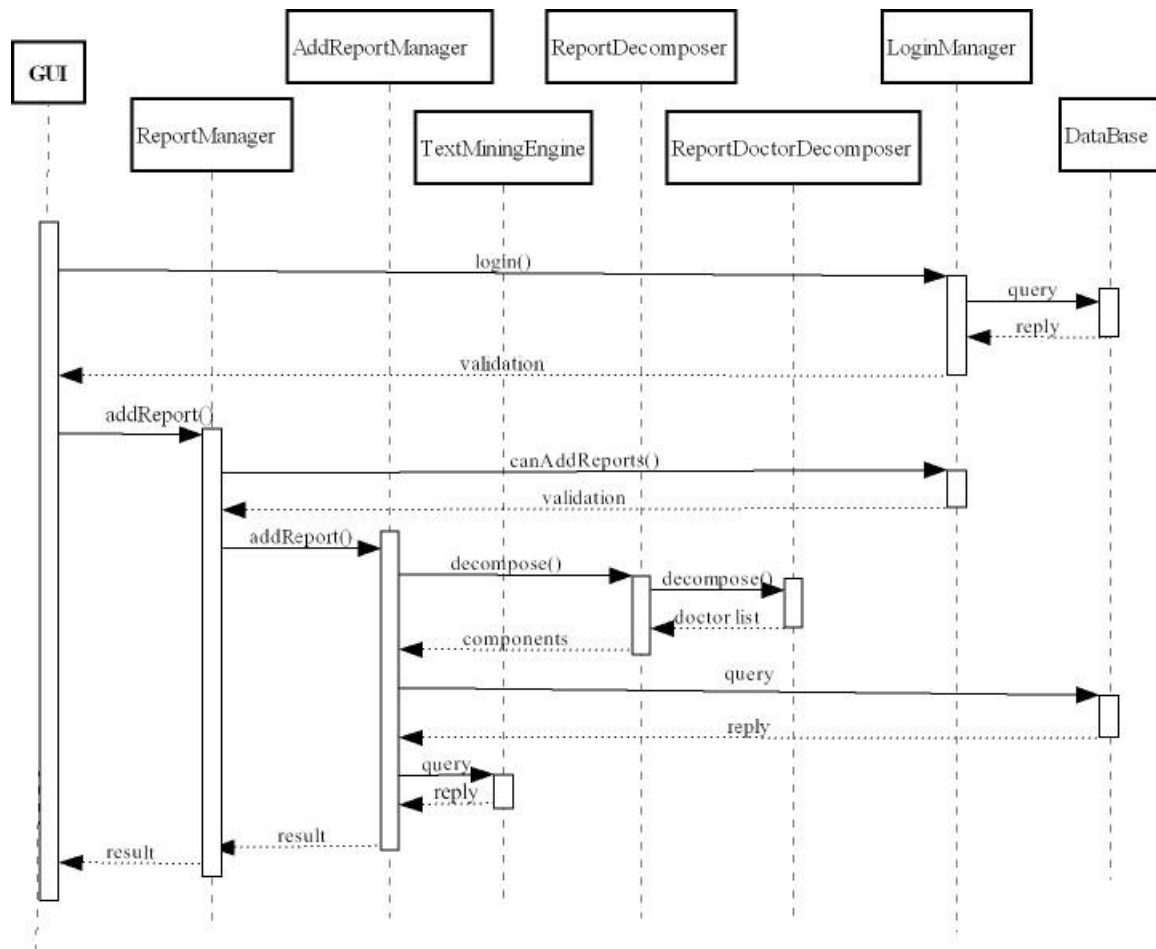 AddReportManager
ReportDecomposer
LoginManager
GUI
ReportManager
TextMiningEngine
ReportDoctorDecomposer
DataBase
login()
query
reply
validation
addReport()
canAddReports()
validation
addReport()
decompose()
decompose()
doctor list
components
query
reply
query
reply
result
result